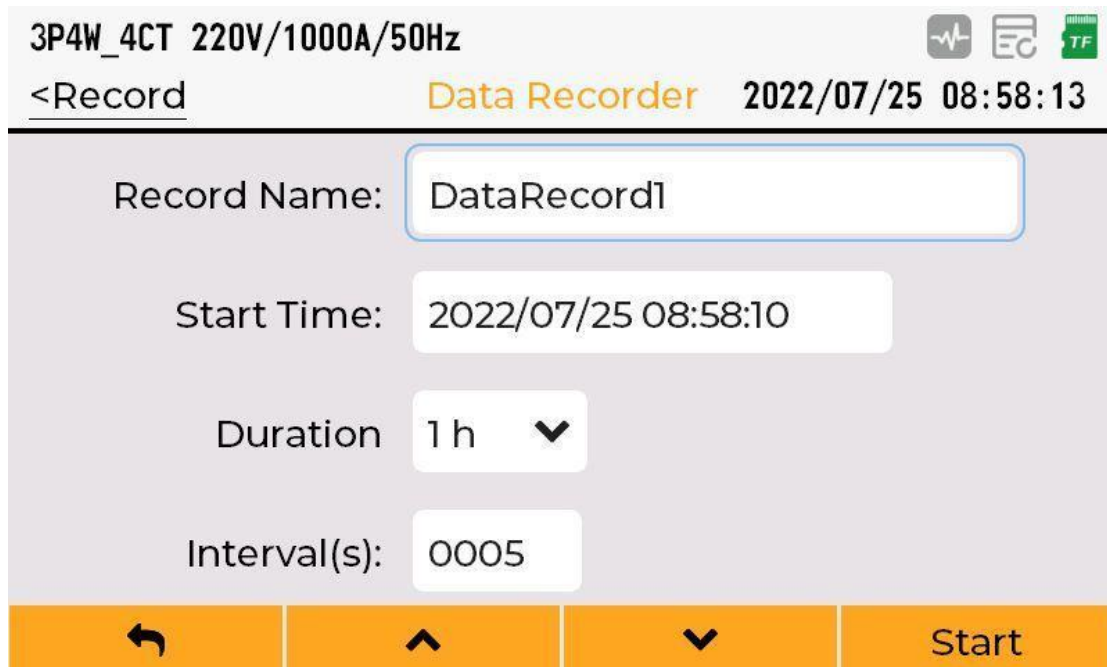 3P4W_4CT 220V/1000A/50Hz
TF
<Record Data Recorder 2022/07/25 08:58:13
Record Name: DataRecord1
Start Time: 2022/07/25 08:58:10
Duration 1 h
Interval(s): 0005
Start